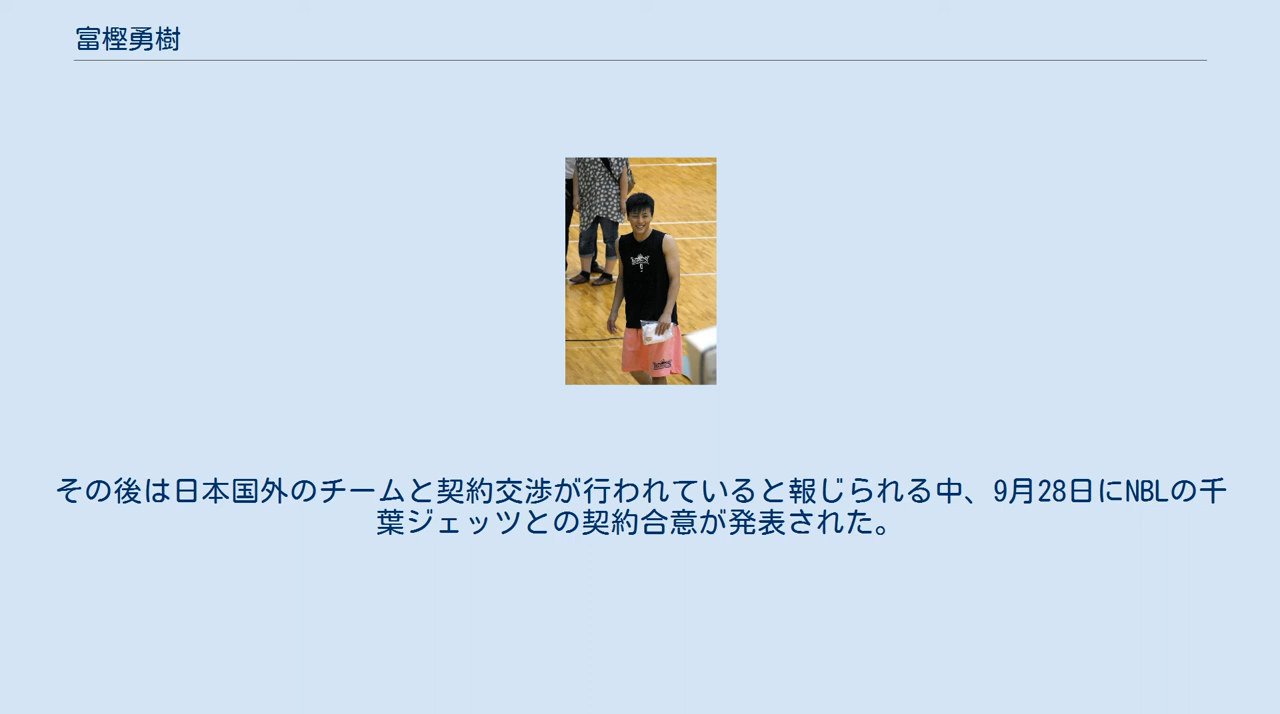 富樫勇樹
その後は日本国外のチームと契約交渉が行われていると報じられる中、9月28日にNBLの千
葉ジェッツとの契約合意が発表された。